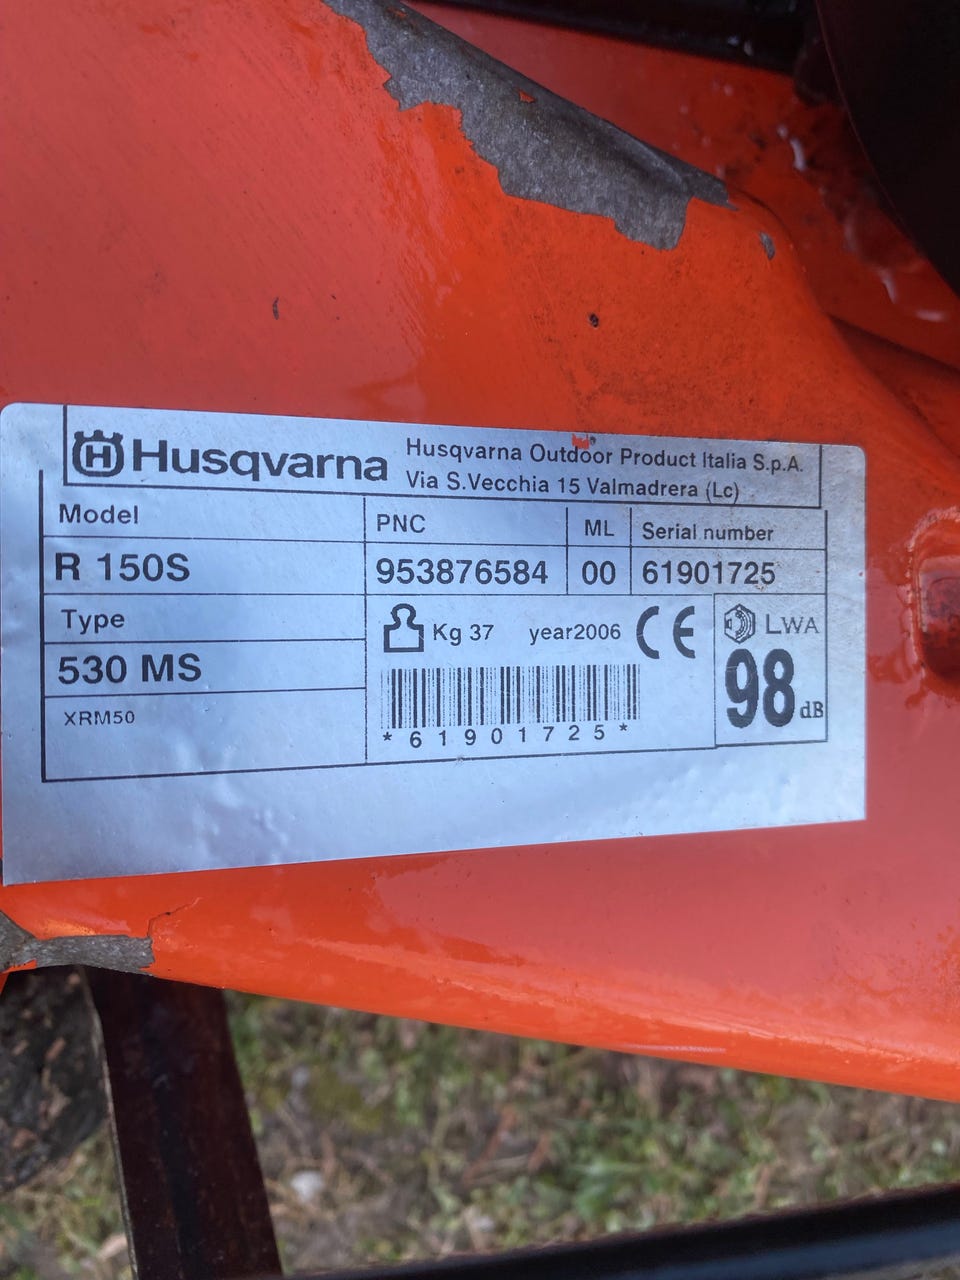 Husqvarna
Husqvarna Outdoor Product Italia S.p.A.
Via S.Vecchia 15 Valmadrera (Lc)
Model
PNC
ML
Serial number
R 150S
953876584
00
61901725
Type
Kg 37
year2006
CE
LWA
530 MS
98 dB
XRM50
*61901725*